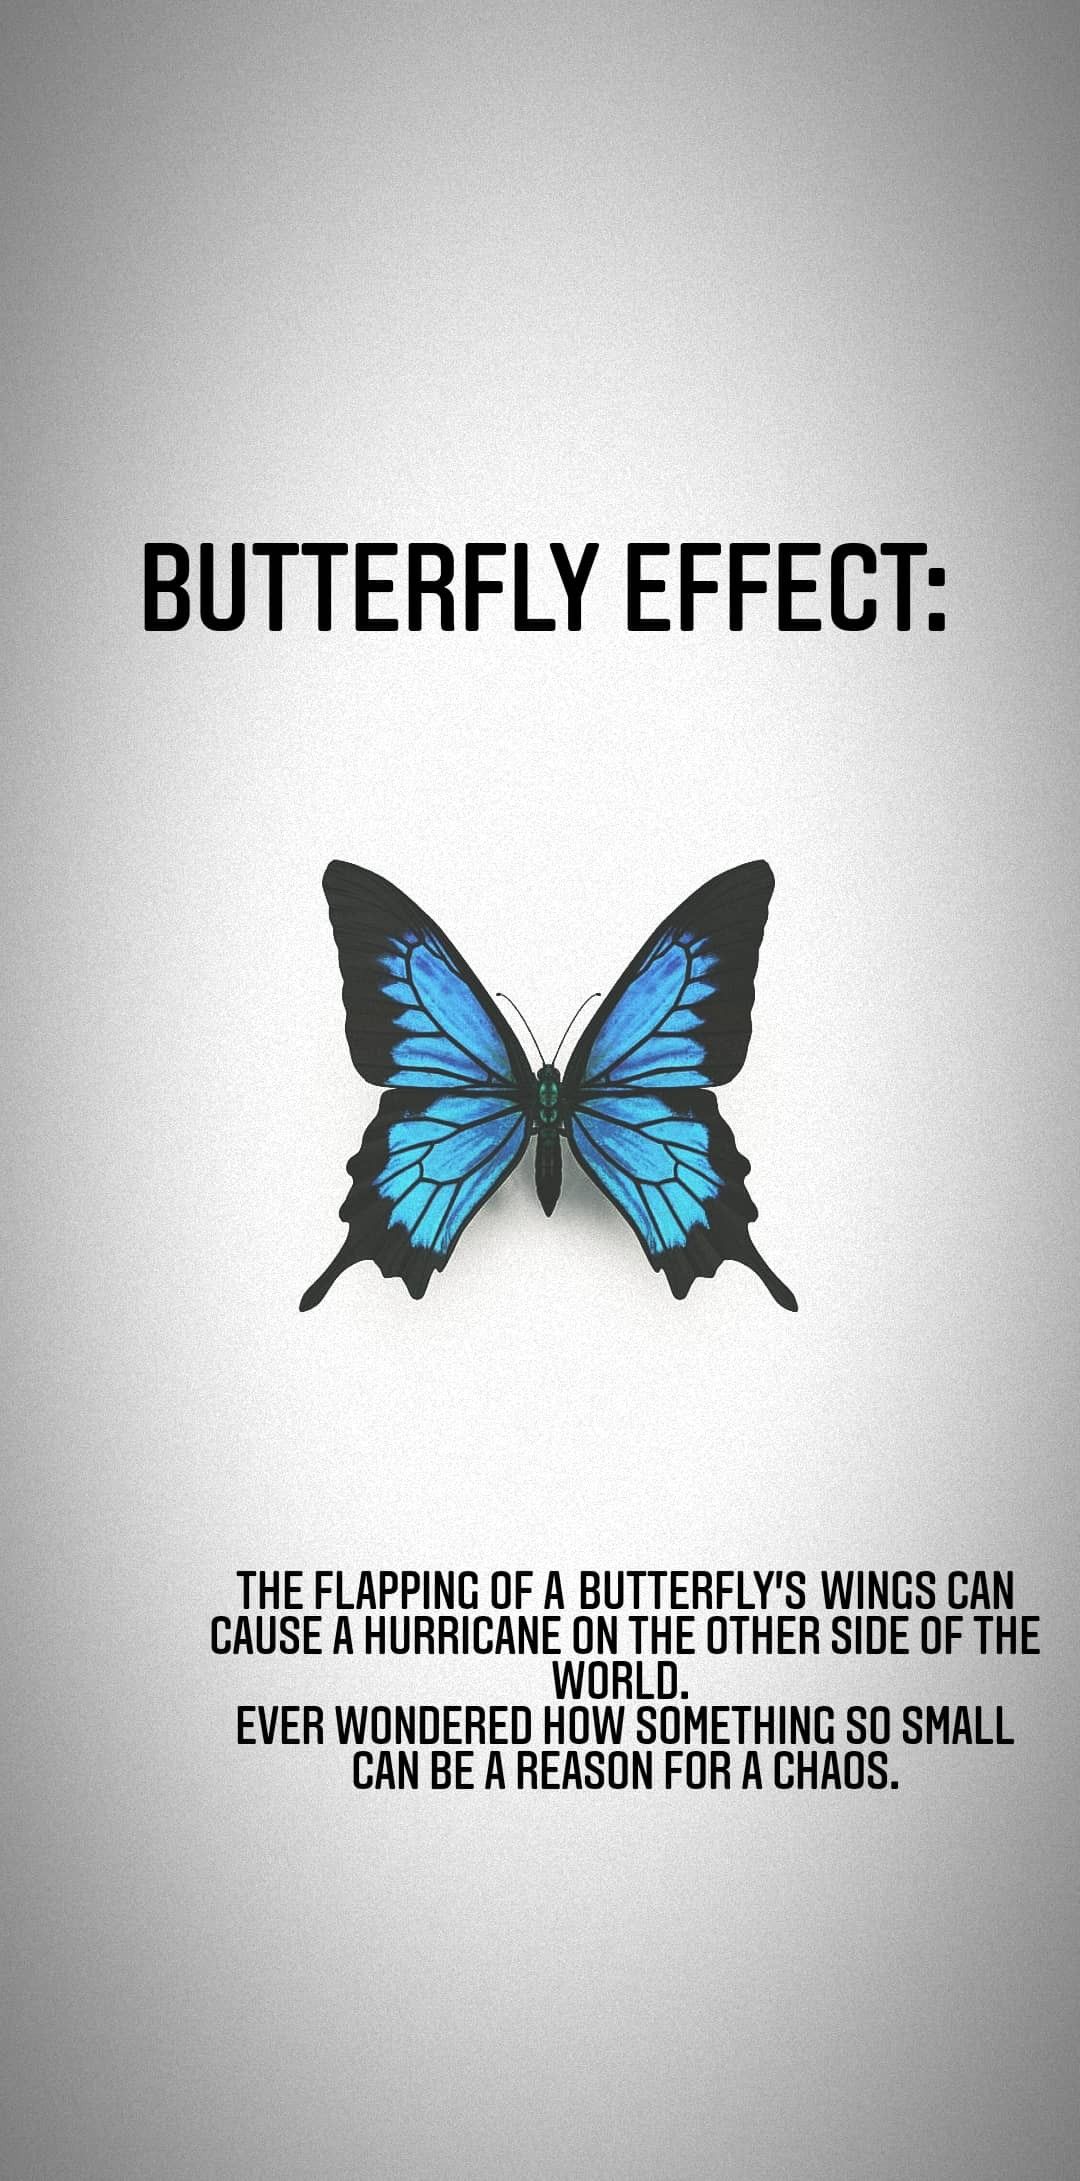 BUTTERFLY EFFECT:
THE FLAPPING OF A BUTTERFLY'S WINGS CAN
CAUSE A HURRICANE ON THE OTHER SIDE OF THE
WORLD.
EVER WONDERED HOW SOMETHING SO SMALL
CAN BE A REASON FOR A CHAOS.